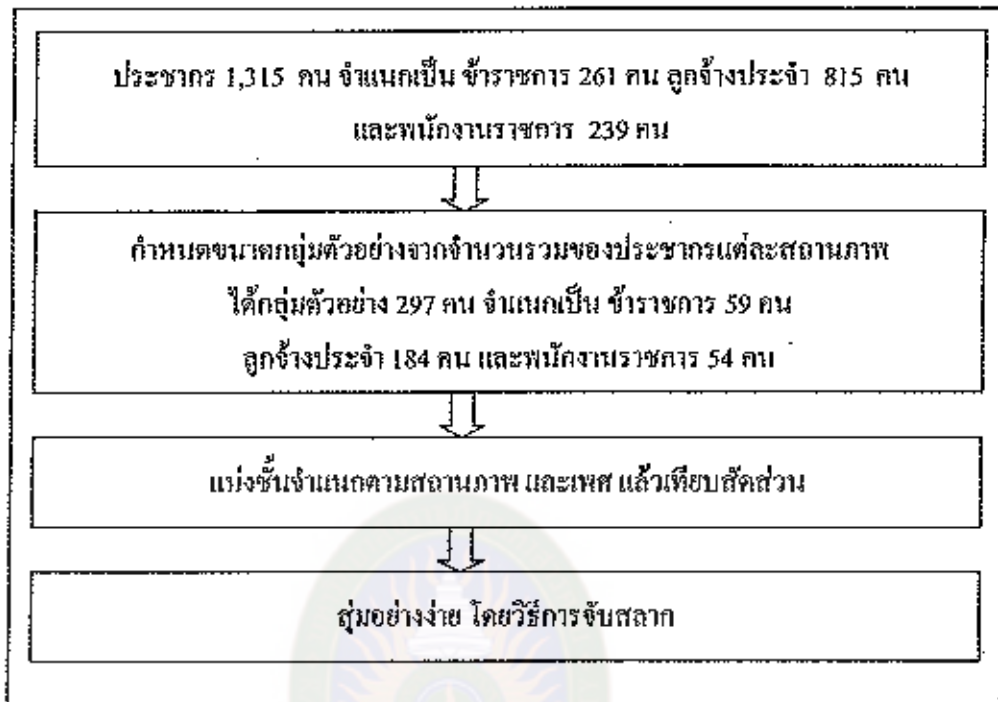 ประชากร 1,315 คน จำแนกเป็น ข้าราชการ 261 คน ลูกจ้างประจำ 815 คน
และพนักงานราชการ 239 คน
กำหนดขนาดกลุ่มตัวอย่างจากจำนวนรวมของประชากรแต่ละสถานภาพ
ได้กลุ่มตัวอย่าง 297 คน จำแนกเป็น ข้าราชการ 59 คน
ลูกจ้างประจำ 184 คน และพนักงานราชการ 54 คน
แบ่งชั้นจำแนกตามสถานภาพ และเพศ แล้วเทียบสัดส่วน
สุ่มอย่างง่าย โดยวิธีการจับสลาก